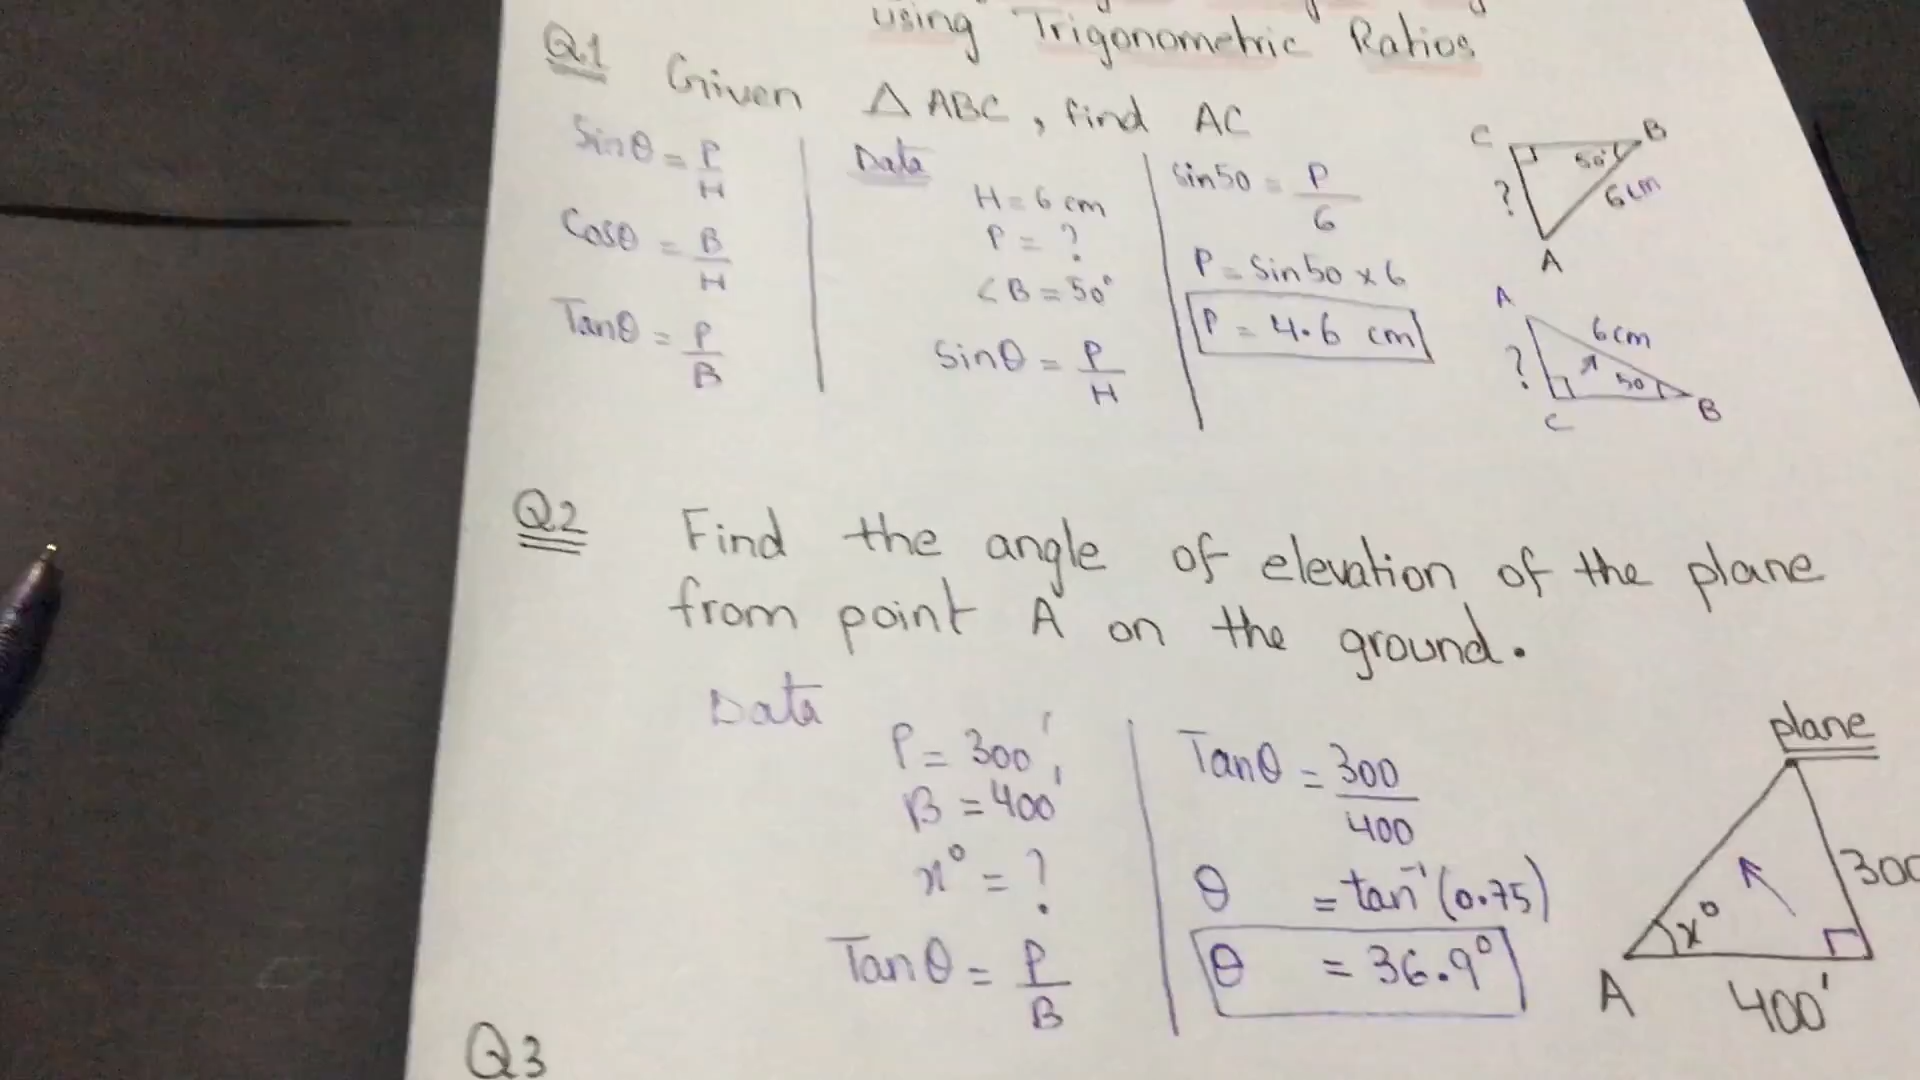 using Trigonometric Ratios
Q1
Given △ABC, find AC
Sinθ = P/H
Cosθ = B/H
Tanθ = P/B
Data
H = 6 cm
P = ?
<B = 50°
Sinθ = P/H
Sin50 = P/6
P = Sin50 × 6
P = 4.6 cm
C
B
50°
?
6cm
A
A
6cm
?
50
C
B
Q2
Find the angle of elevation of the plane
from point A on the ground.
Data
P = 300'
B = 400'
x° = ?
Tanθ = P/B
Tanθ = 300/400
θ = tan⁻¹(0.75)
θ = 36.9°
plane
300
x°
A
400'
Q3